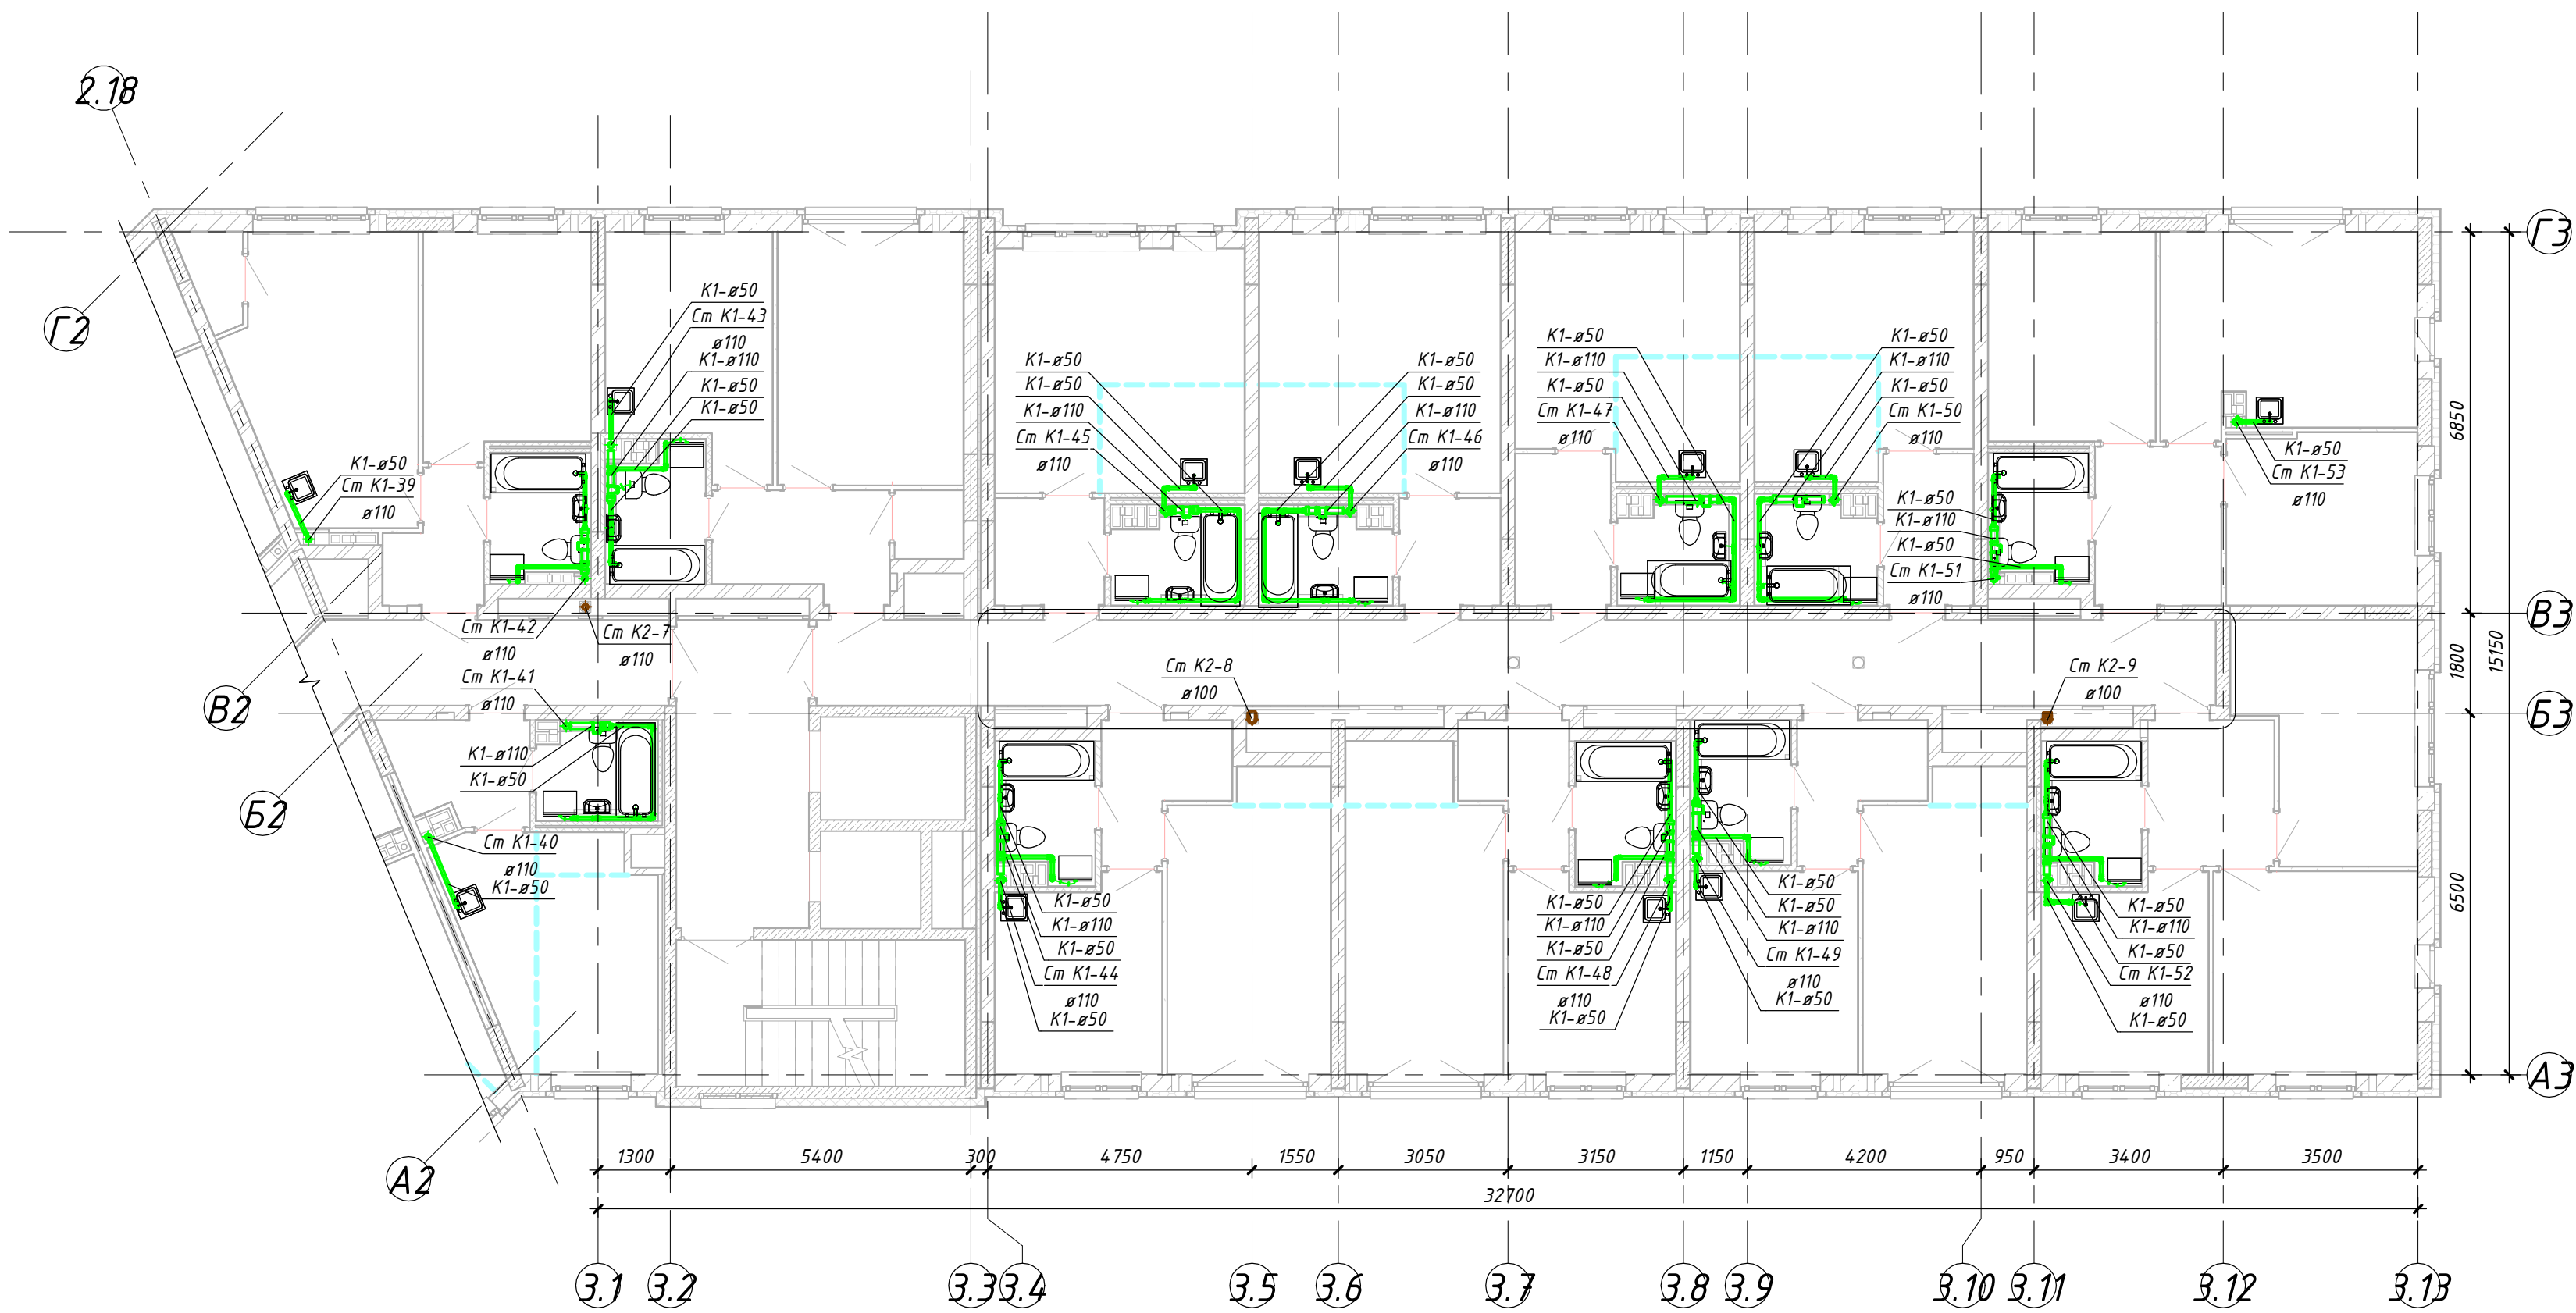 2.18
Г2
В2
Б2
А2
Г3
В3
Б3
А3
К1-ø50
Ст К1-43
ø110
К1-ø110
К1-ø50
К1-ø50
К1-ø50
Ст К1-39
ø110
К1-ø50
К1-ø50
К1-ø110
Ст К1-45
ø110
К1-ø50
К1-ø50
К1-ø110
Ст К1-46
ø110
К1-ø50
К1-ø110
К1-ø50
Ст К1-47
ø110
К1-ø50
К1-ø110
К1-ø50
Ст К1-50
ø110
К1-ø50
К1-ø110
К1-ø50
Ст К1-51
ø110
К1-ø50
Ст К1-53
ø110
Ст К1-42
ø110
Ст К2-7
ø110
Ст К1-41
ø110
К1-ø110
К1-ø50
Ст К2-8
ø100
Ст К2-9
ø100
Ст К1-40
ø110
К1-ø50
К1-ø50
К1-ø110
К1-ø50
Ст К1-44
ø110
К1-ø50
К1-ø50
К1-ø110
К1-ø50
Ст К1-48
ø110
К1-ø50
К1-ø50
К1-ø50
К1-ø110
Ст К1-49
ø110
К1-ø50
К1-ø50
К1-ø110
К1-ø50
Ст К1-52
ø110
К1-ø50
6850
1800
15150
6500
1300
5400
300
4750
1550
3050
3150
1150
4200
950
3400
3500
32700
3.1
3.2
3.3
3.4
3.5
3.6
3.7
3.8
3.9
3.10
3.11
3.12
3.13